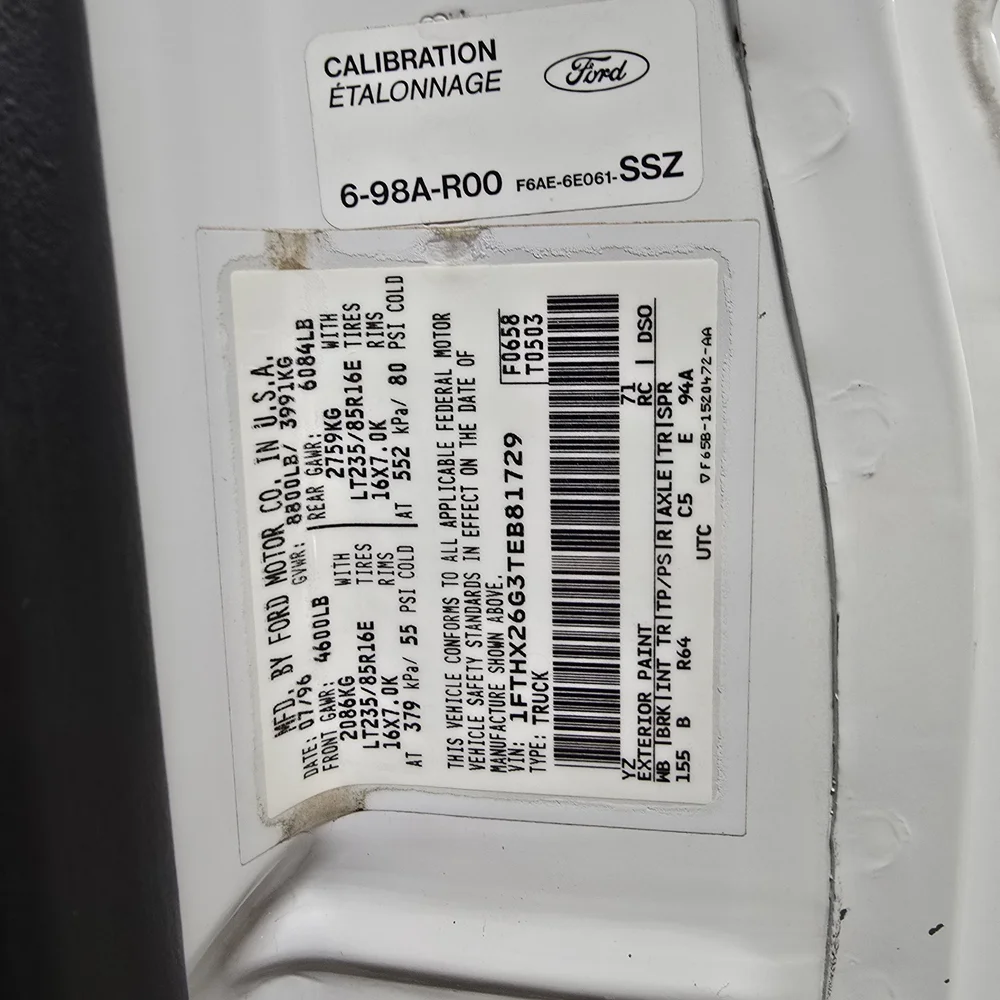 CALIBRATION
ÉTALONNAGE
Ford
6-98A-R00 F6AE-6E061-SSZ
MFD. BY FORD MOTOR CO. IN U.S.A.
DATE: 07/96 GVWR: 8800LB/ 3991KG
FRONT GAWR: 4600LB REAR GAWR: 6084LB
2086KG WITH 2759KG WITH
LT235/85R16E TIRES LT235/85R16E TIRES
16X7.0K RIMS 16X7.0K RIMS
AT 379 kPa/ 55 PSI COLD AT 552 kPa/ 80 PSI COLD
THIS VEHICLE CONFORMS TO ALL APPLICABLE FEDERAL MOTOR
VEHICLE SAFETY STANDARDS IN EFFECT ON THE DATE OF
MANUFACTURE SHOWN ABOVE.
VIN: 1FTHX26G3TEB81729 F0658
TYPE: TRUCK T0503
YZ 71
EXTERIOR PAINT RC DSO
WB BRK INT TR TP/PS R AXLE TR SPR
155 B R64 UTC C5 E 94A
▽F65B-1520472-AA